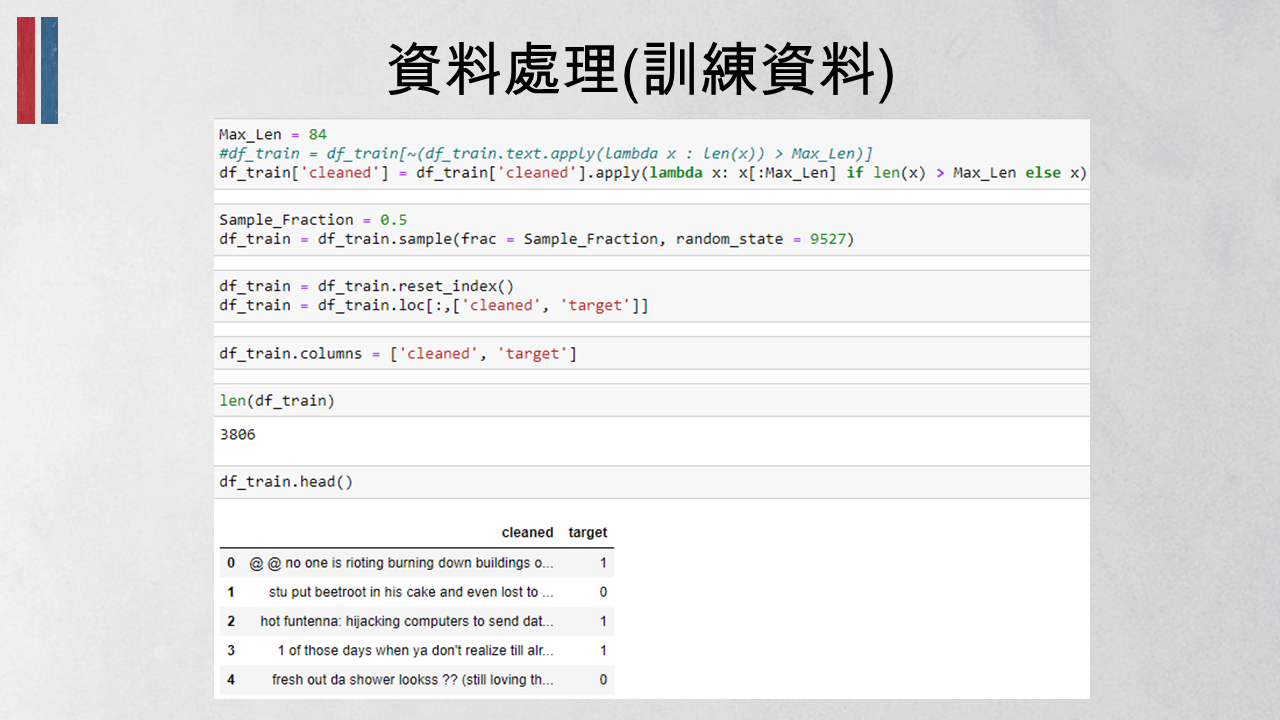 資料處理(訓練資料)
Max_Len = 84
#df_train = df_train[~(df_train.text.apply(lambda x : len(x)) > Max_Len)]
df_train['cleaned'] = df_train['cleaned'].apply(lambda x: x[:Max_Len] if len(x) > Max_Len else x)
Sample_Fraction = 0.5
df_train = df_train.sample(frac = Sample_Fraction, random_state = 9527)
df_train = df_train.reset_index()
df_train = df_train.loc[:,['cleaned', 'target']]
df_train.columns = ['cleaned', 'target']
len(df_train)
3806
df_train.head()
cleaned target
0 @ @ no one is rioting burning down buildings o... 1
1 stu put beetroot in his cake and even lost to ... 0
2 hot funtenna: hijacking computers to send dat... 1
3 1 of those days when ya don't realize till alr... 1
4 fresh out da shower lookss ?? (still loving th... 0